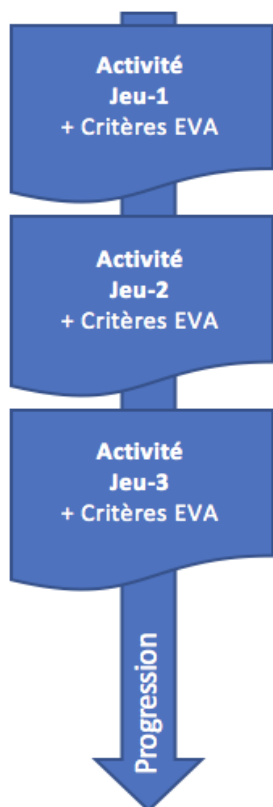 Activité
Jeu-1
+ Critères EVA
Activité
Jeu-2
+ Critères EVA
Activité
Jeu-3
+ Critères EVA
Progression